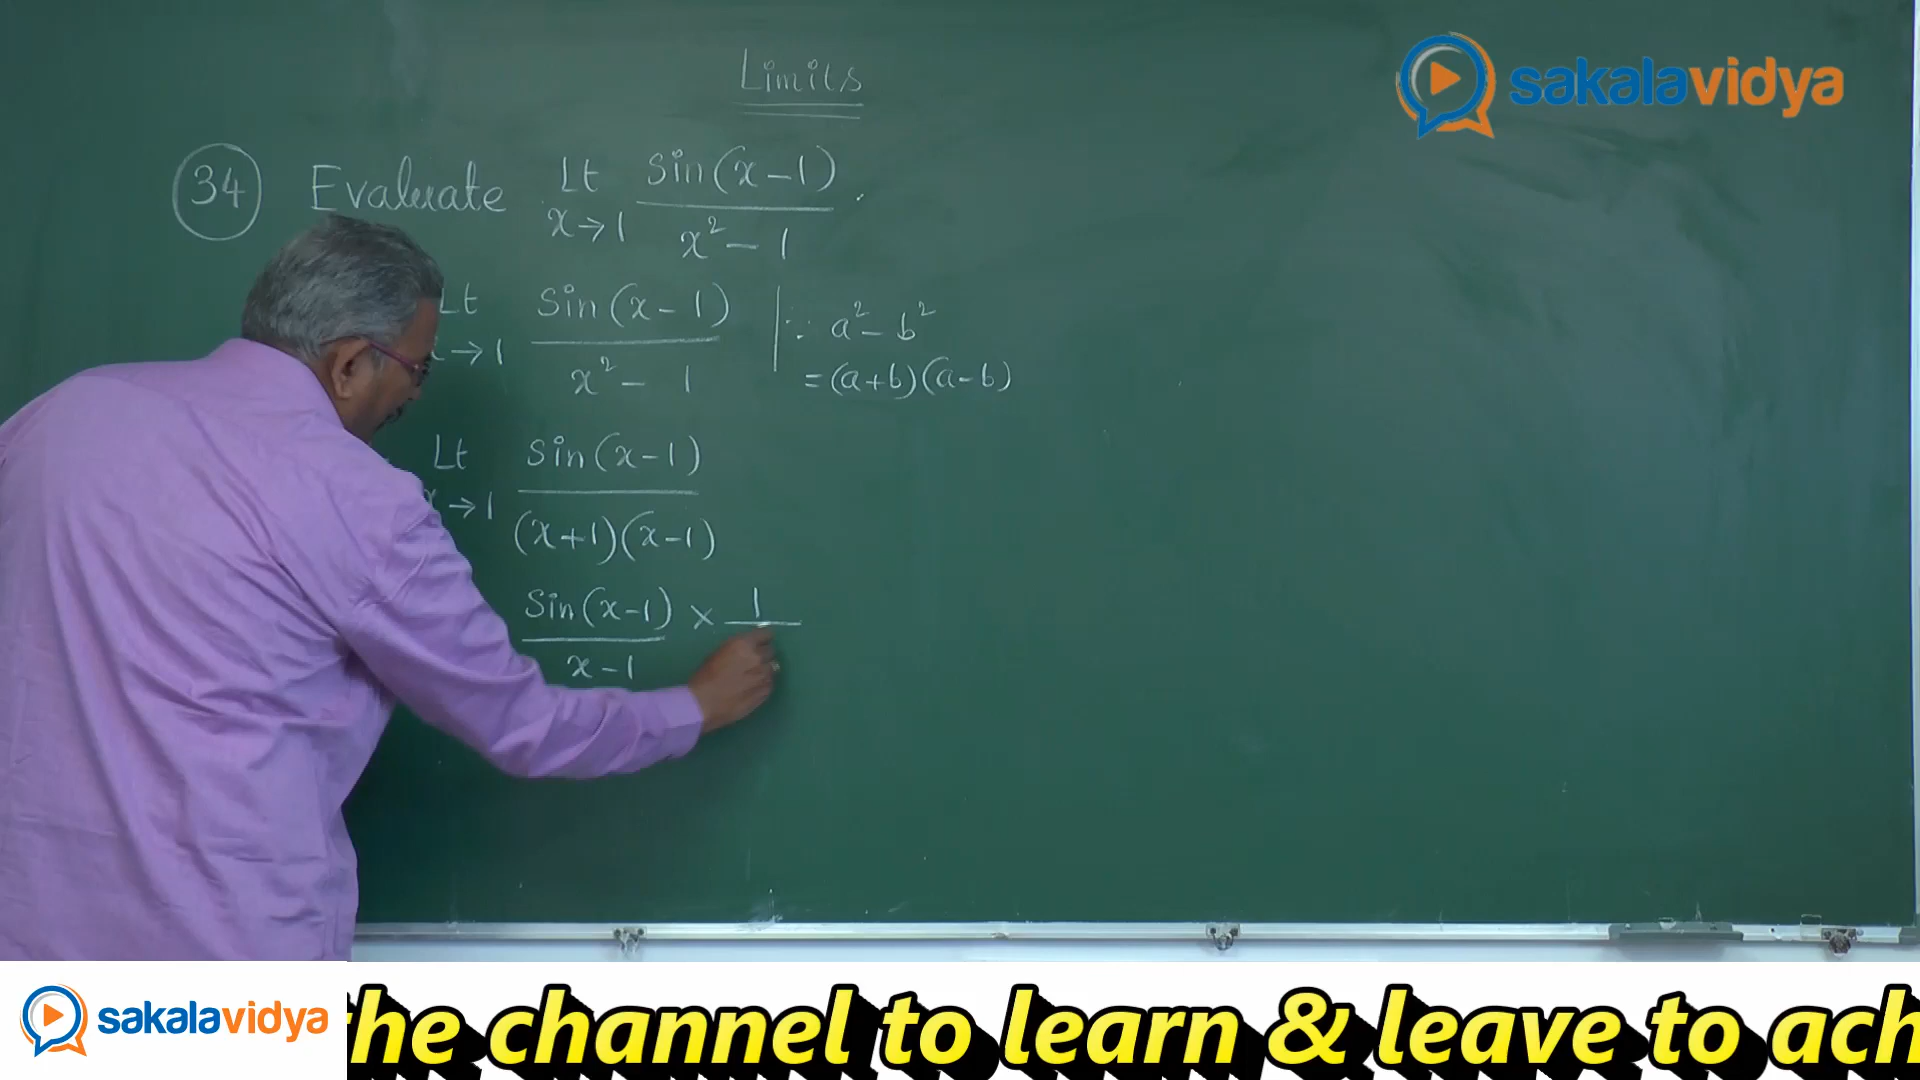 Limits
sakalavidya
34 Evaluate Lt x→1 sin(x-1) / x² - 1 .
Lt x→1 sin(x-1) / x² - 1 | ∵ a² - b²
= (a+b)(a-b)
Lt x→1 sin(x-1) / (x+1)(x-1)
sin(x-1) / x-1 × 1
sakalavidya
the channel to learn & leave to ach